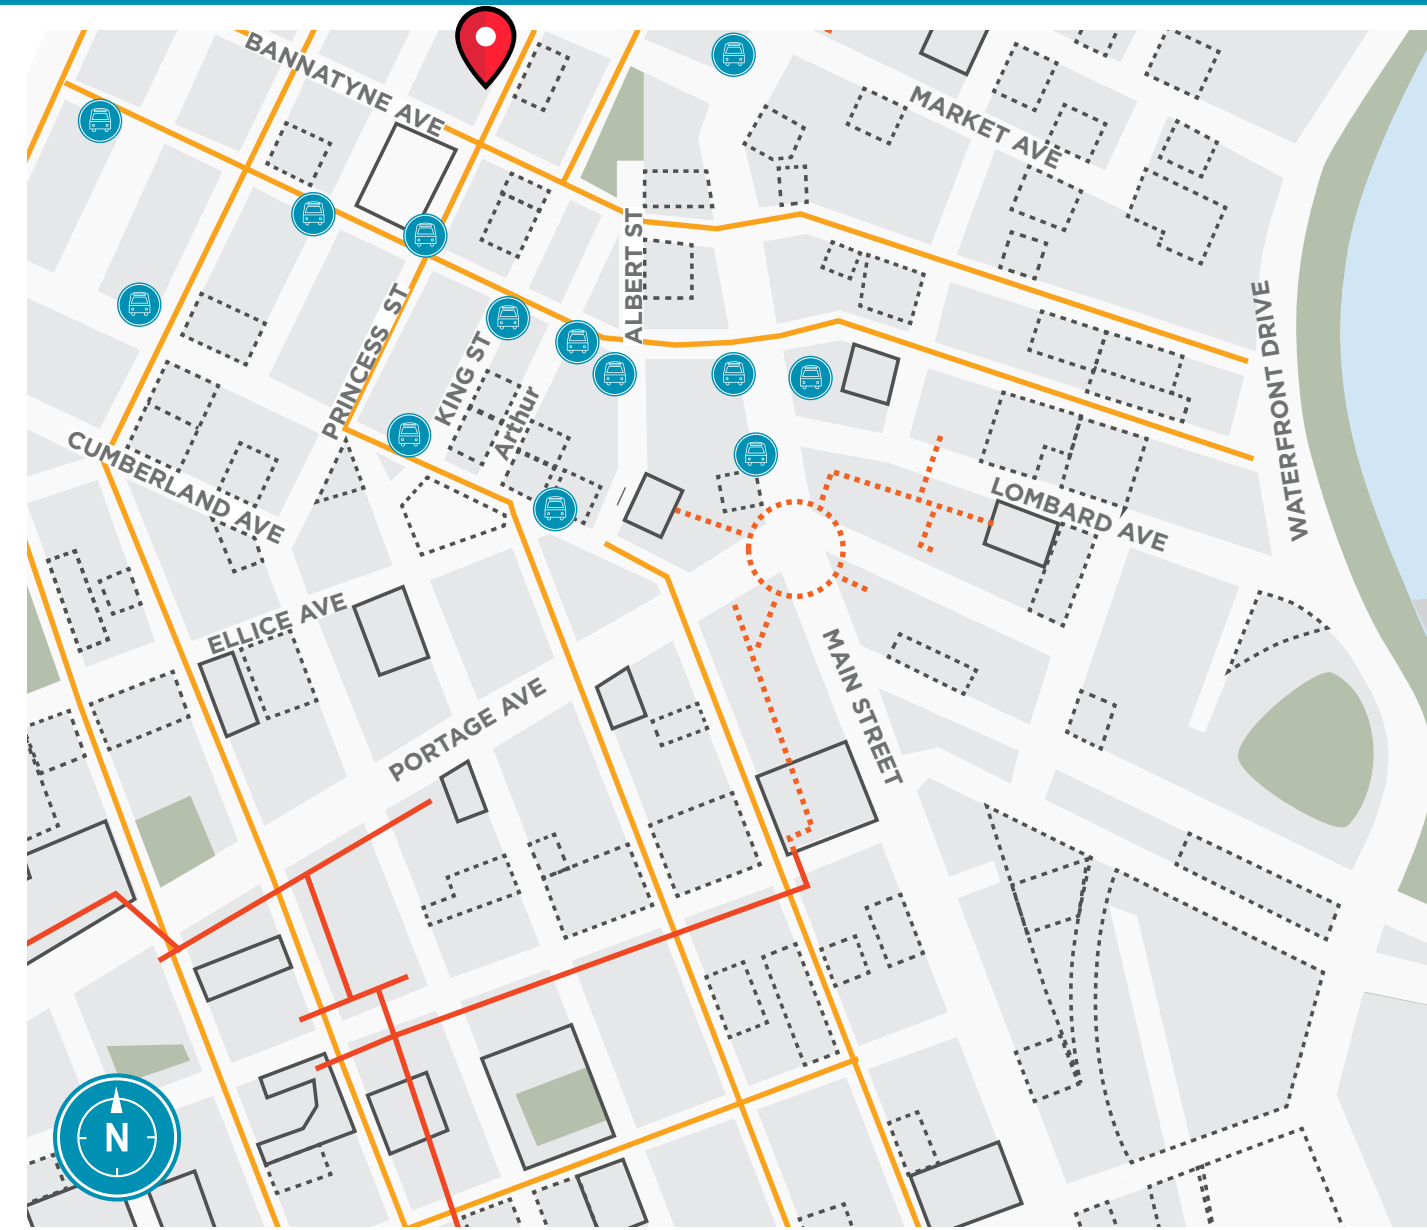 BANNATYNE AVE
MARKET AVE
ALBERT ST
PRINCESS ST
KING ST
Arthur
WATERFRONT DRIVE
CUMBERLAND AVE
LOMBARD AVE
ELLICE AVE
PORTAGE AVE
MAIN STREET
N